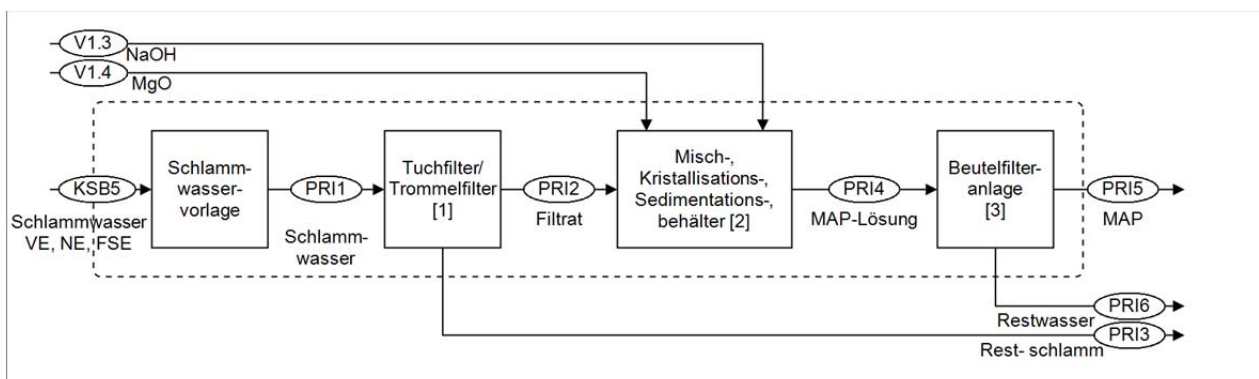 V1.3
NaOH
V1.4
MgO
KSB5
Schlammwasser
VE, NE, FSE
Schlamm-
wasser-
vorlage
PRI1
Schlamm-
wasser
Tuchfilter/
Trommelfilter
[1]
PRI2
Filtrat
Misch-,
Kristallisations-,
Sedimentations-,
behälter [2]
PRI4
MAP-Lösung
Beutelfilter-
anlage
[3]
PRI5
MAP
PRI6
Restwasser
PRI3
Rest- schlamm